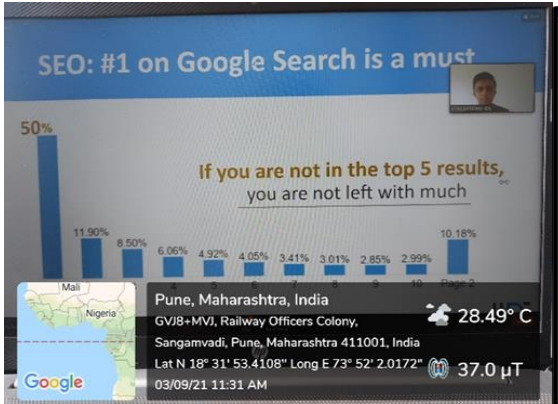 SEO: #1 on Google Search is a must
50%
If you are not in the top 5 results,
you are not left with much
11.90%
8.50%
6.06%
4.92%
4.05%
3.41%
3.01%
2.85%
2.99%
10.18%
4 5 6 7 8 9 10 Page 2
Mali
Nigeria
Google
Pune, Maharashtra, India
GVJ8+MVJ, Railway Officers Colony,
Sangamvadi, Pune, Maharashtra 411001, India
Lat N 18° 31' 53.4108" Long E 73° 52' 2.0172"
03/09/21 11:31 AM
28.49° C
37.0 µT